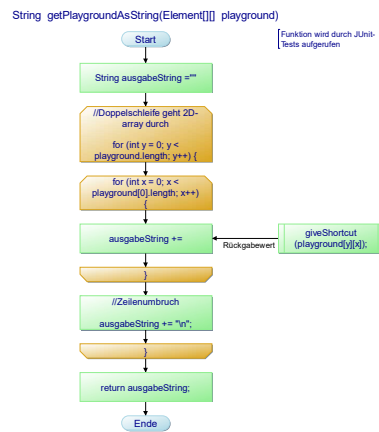 String getPlaygroundAsString(Element[][] playground)
Start
Funktion wird durch JUnit-
Tests aufgerufen
String ausgabeString =""
//Doppelschleife geht 2D-
array durch
for (int y = 0; y <
playground.length; y++) {
for (int x = 0; x <
playground[0].length; x++)
{
ausgabeString +=
Rückgabewert
giveShortcut
(playground[y][x]);
}
//Zeilenumbruch
ausgabeString += "\n";
}
return ausgabeString;
Ende